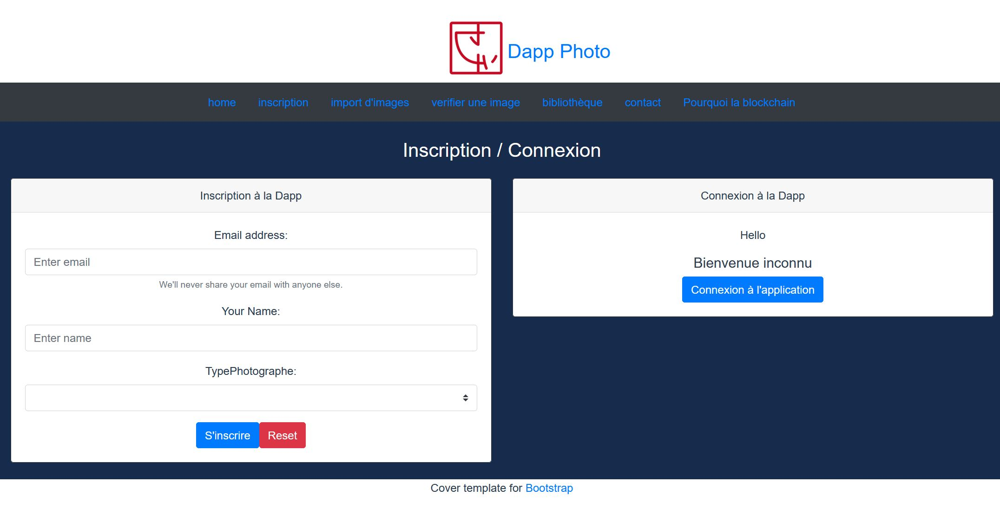 Dapp Photo
home inscription import d'images verifier une image bibliothèque contact Pourquoi la blockchain
Inscription / Connexion
Inscription à la Dapp
Email address:
Enter email
We'll never share your email with anyone else.
Your Name:
Enter name
TypePhotographe:
S'inscrire Reset
Connexion à la Dapp
Hello
Bienvenue inconnu
Connexion à l'application
Cover template for Bootstrap